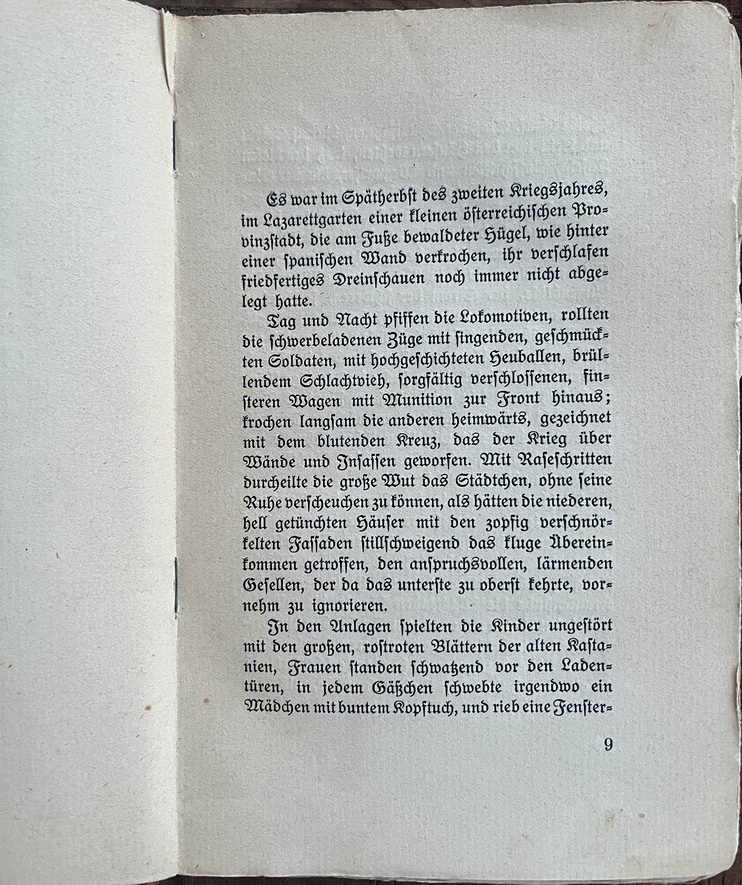 Es war im Spätherbst des zweiten Kriegsjahres,
im Lazarettgarten einer kleinen österreichischen Pro-
vinzstadt, die am Fuße bewaldeter Hügel, wie hinter
einer spanischen Wand verkrochen, ihr verschlafen
friedfertiges Dreinschauen noch immer nicht abge-
legt hatte.
Tag und Nacht pfiffen die Lokomotiven, rollten
die schwerbeladenen Züge mit singenden, geschmück-
ten Soldaten, mit hochgeschichteten Heuballen, brül-
lendem Schlachtvieh, sorgfältig verschlossenen, fin-
steren Wagen mit Munition zur Front hinaus;
krochen langsam die anderen heimwärts, gezeichnet
mit dem blutenden Kreuz, das der Krieg über
Wände und Insassen geworfen. Mit Raseschritten
durcheilte die große Wut das Städtchen, ohne seine
Ruhe verscheuchen zu können, als hätten die niederen,
hell getünchten Häuser mit den zopfig verschnör-
kelten Fassaden stillschweigend das kluge Überein-
kommen getroffen, den anspruchsvollen, lärmenden
Gesellen, der da das unterste zu oberst kehrte, vor-
nehm zu ignorieren.
In den Anlagen spielten die Kinder ungestört
mit den großen, rostroten Blättern der alten Kasta-
nien, Frauen standen schwatzend vor den Laden-
türen, in jedem Gäßchen schwebte irgendwo ein
Mädchen mit buntem Kopftuch, und rieb eine Fenster-
9